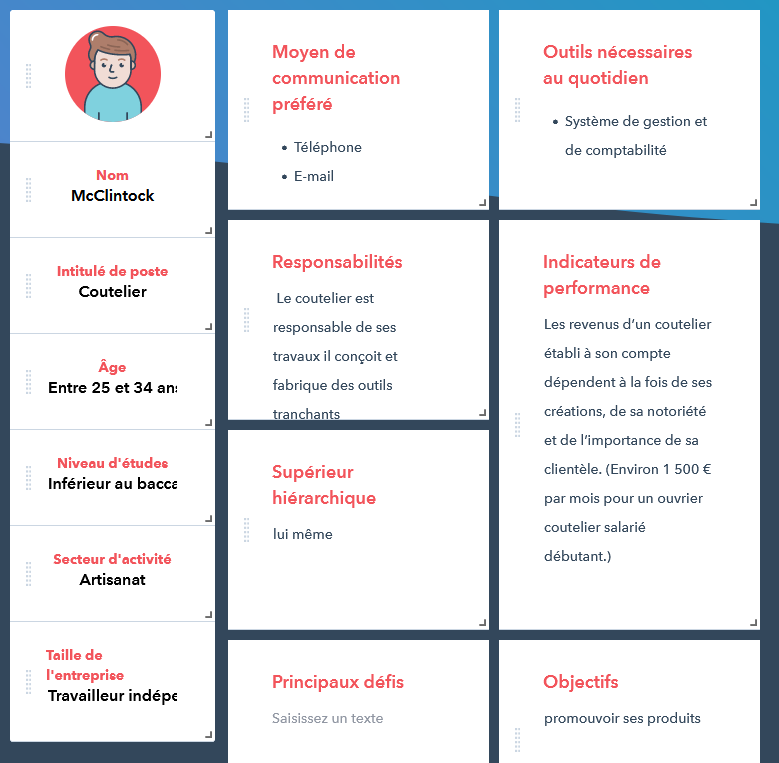 Nom
McClintock
Intitulé de poste
Coutelier
Âge
Entre 25 et 34 ans
Niveau d'études
Inférieur au bacca
Secteur d'activité
Artisanat
Taille de
l'entreprise
Travailleur indépe
Moyen de
communication
préféré
• Téléphone
• E-mail
Responsabilités
Le coutelier est
responsable de ses
travaux il conçoit et
fabrique des outils
tranchants
Supérieur
hiérarchique
lui même
Principaux défis
Saisissez un texte
Outils nécessaires
au quotidien
• Système de gestion et
de comptabilité
Indicateurs de
performance
Les revenus d’un coutelier
établi à son compte
dépendent à la fois de ses
créations, de sa notoriété
et de l’importance de sa
clientèle. (Environ 1 500 €
par mois pour un ouvrier
coutelier salarié
débutant.)
Objectifs
promouvoir ses produits